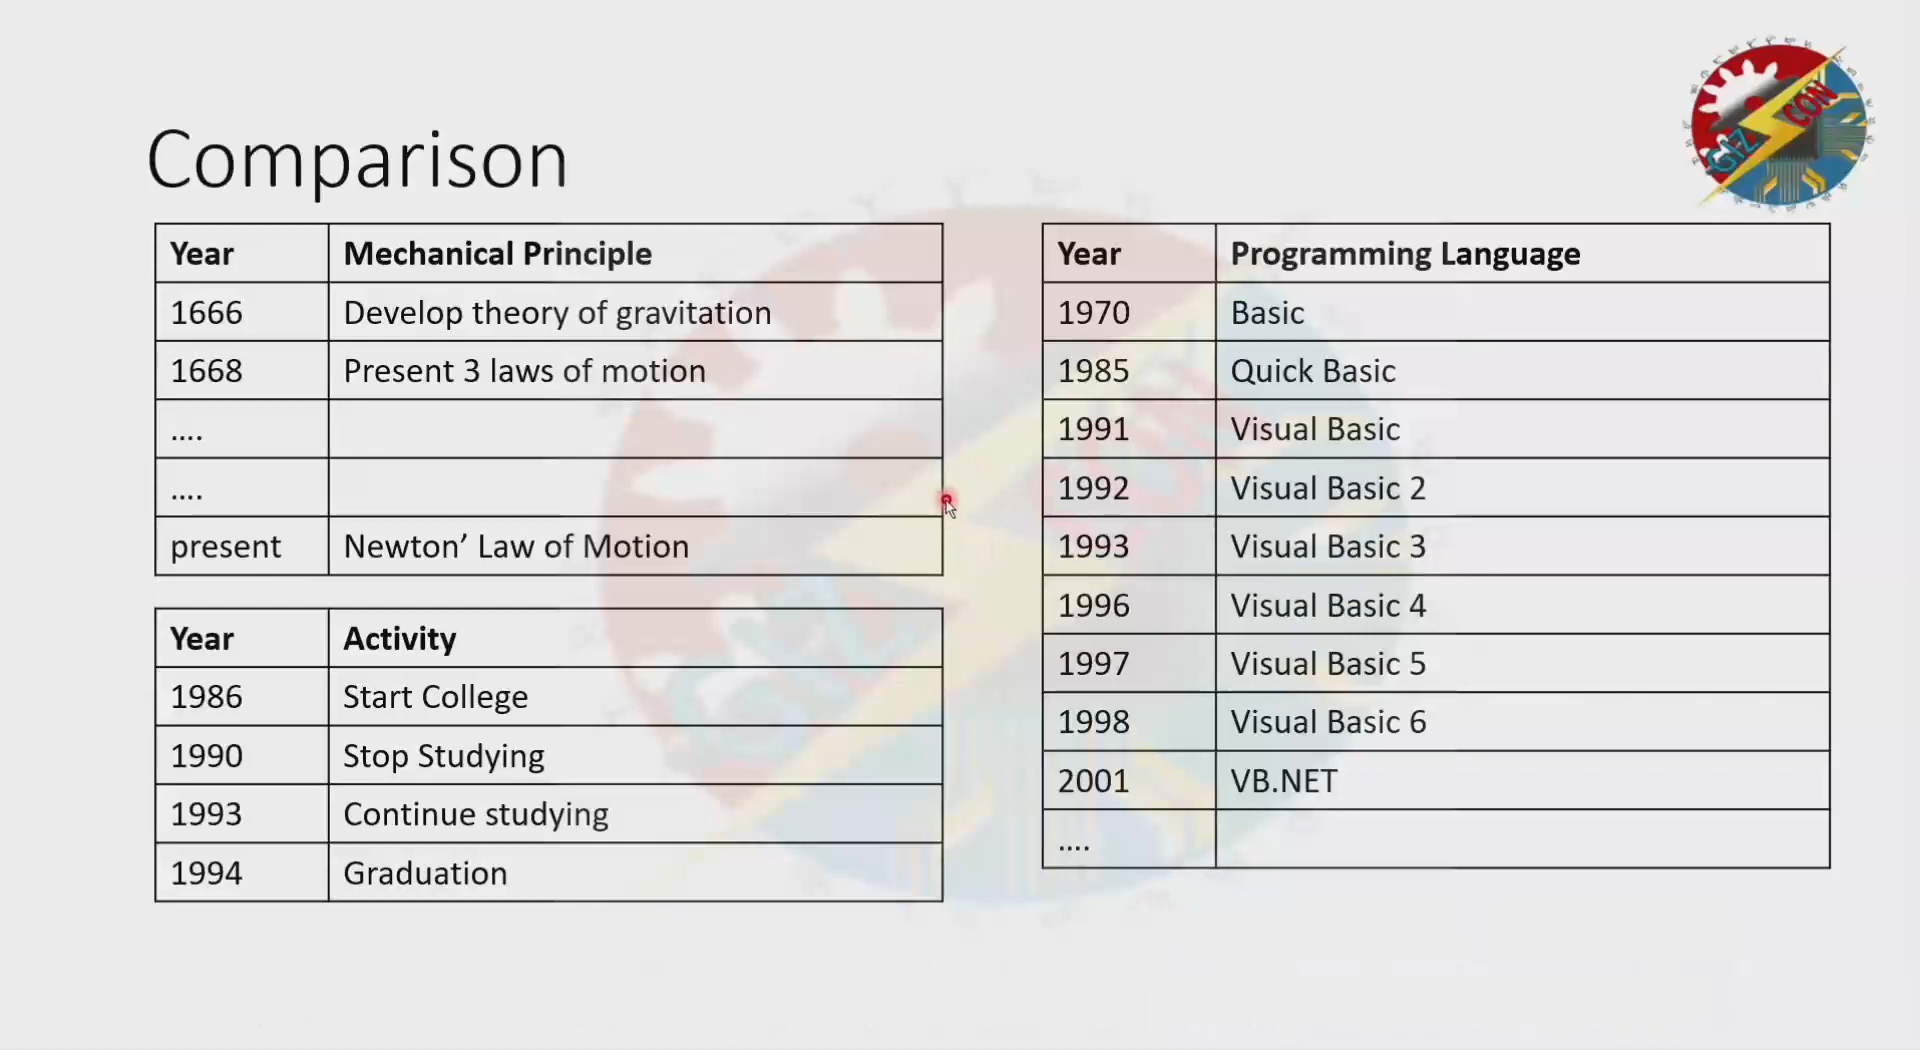 Comparison
GIZ CON
Year Mechanical Principle
1666 Develop theory of gravitation
1668 Present 3 laws of motion
....
....
present Newton’ Law of Motion
Year Activity
1986 Start College
1990 Stop Studying
1993 Continue studying
1994 Graduation
Year Programming Language
1970 Basic
1985 Quick Basic
1991 Visual Basic
1992 Visual Basic 2
1993 Visual Basic 3
1996 Visual Basic 4
1997 Visual Basic 5
1998 Visual Basic 6
2001 VB.NET
....